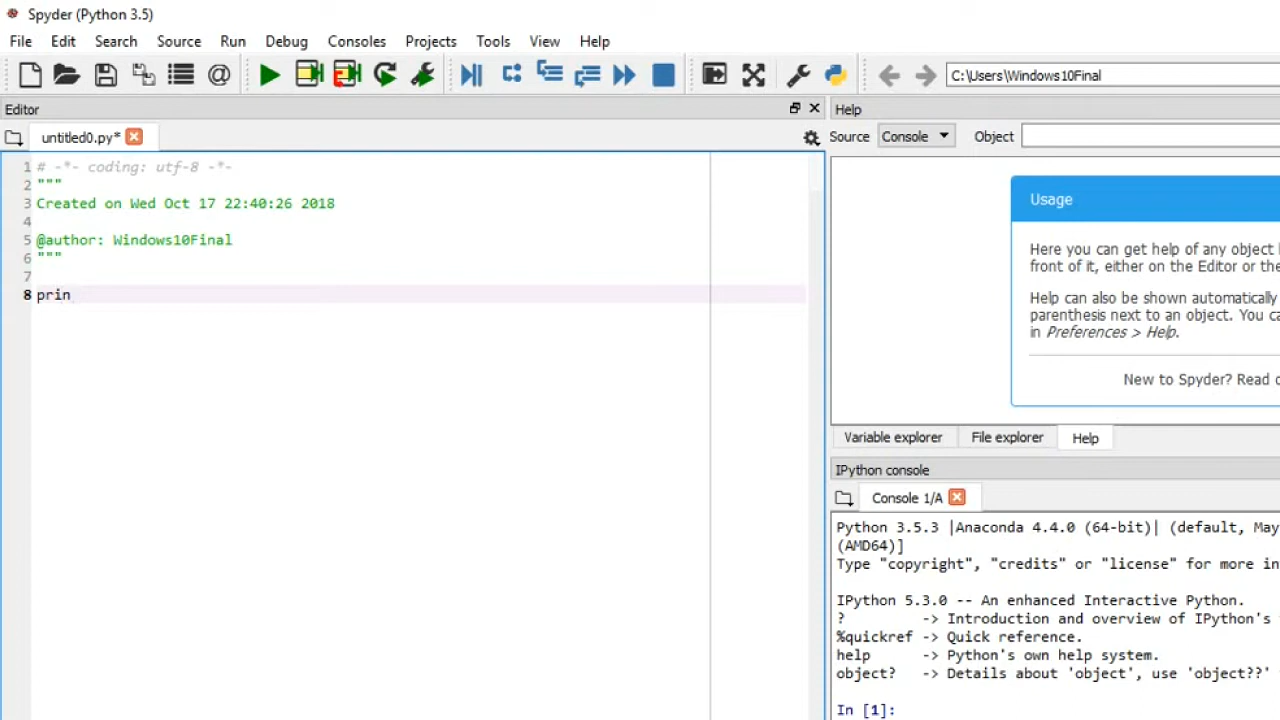 Spyder (Python 3.5)
File Edit Search Source Run Debug Consoles Projects Tools View Help
C:\Users\Windows10Final
Editor
untitled0.py*
1 # -*- coding: utf-8 -*-
2 """
3 Created on Wed Oct 17 22:40:26 2018
4
5 @author: Windows10Final
6 """
7
8 prin
Help
Source Console Object
Usage
Here you can get help of any object
front of it, either on the Editor or the
Help can also be shown automatically
parenthesis next to an object. You
in Preferences > Help.
New to Spyder? Read
Variable explorer File explorer Help
IPython console
Console 1/A
Python 3.5.3 |Anaconda 4.4.0 (64-bit)| (default, May
(AMD64)]
Type "copyright", "credits" or "license" for more
IPython 5.3.0 -- An enhanced Interactive Python.
? -> Introduction and overview of IPython's
%quickref -> Quick reference.
help -> Python's own help system.
object? -> Details about 'object', use 'object??'
In [1]: